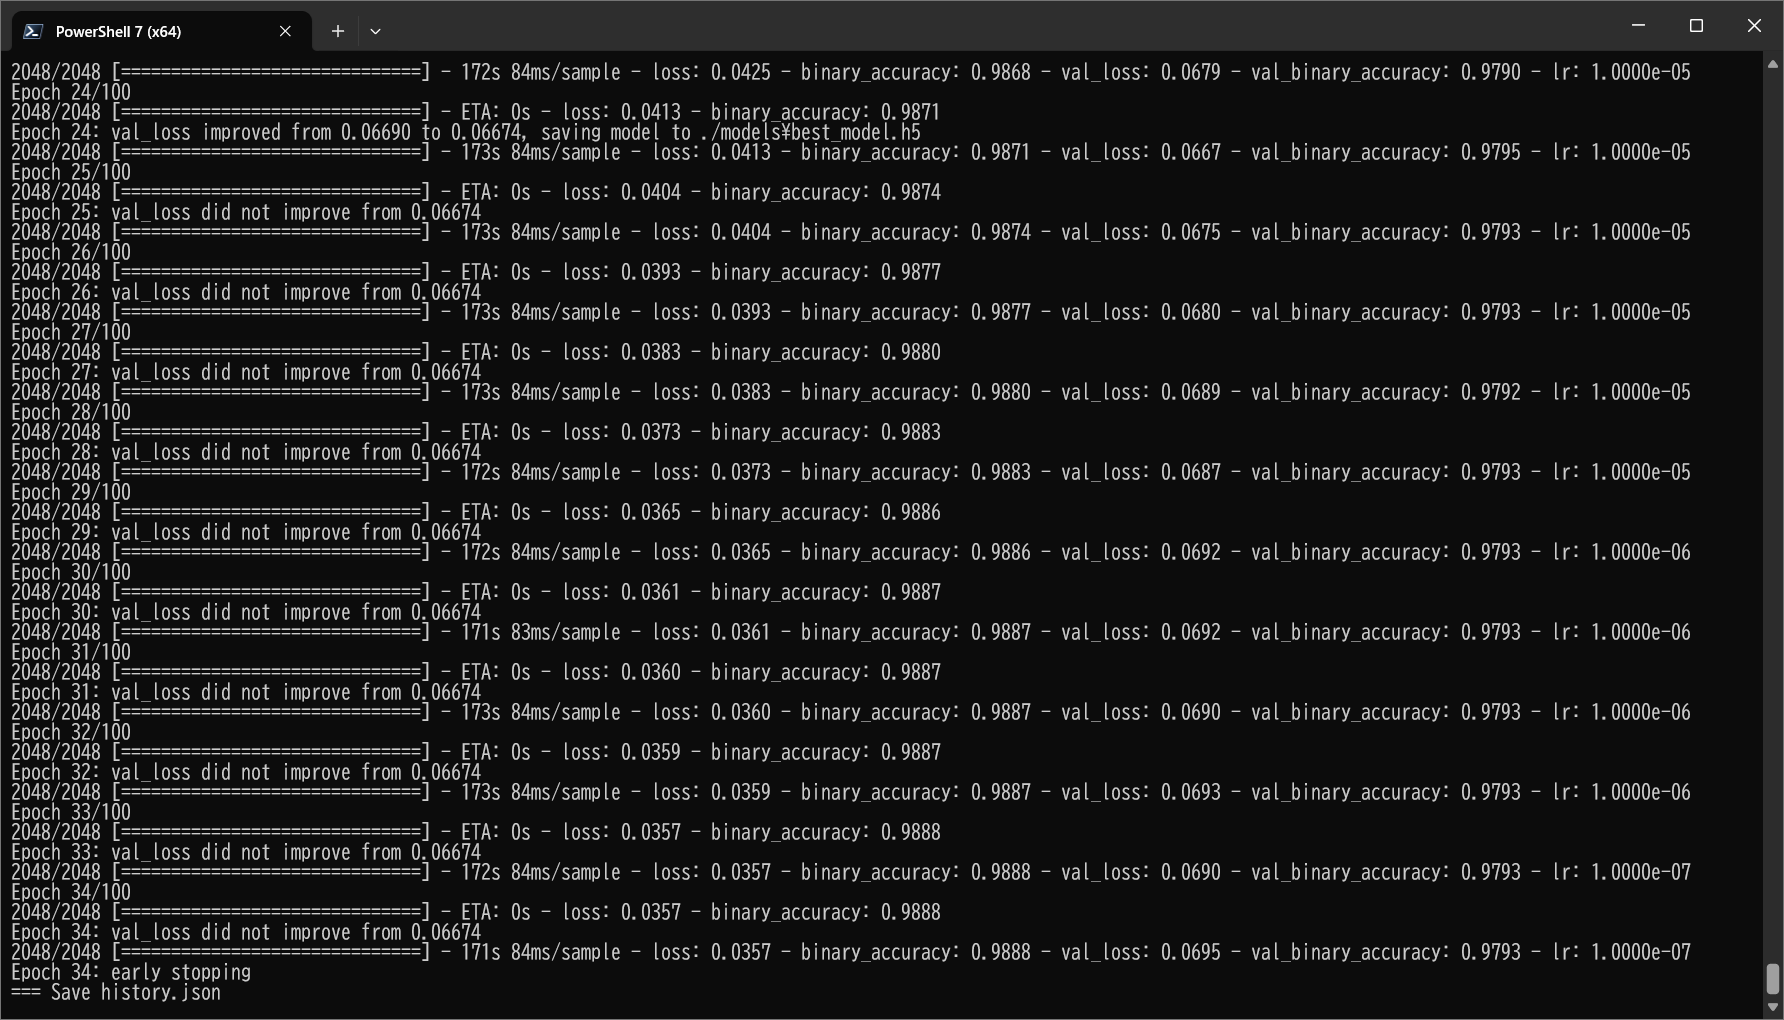 PowerShell 7 (x64)
2048/2048 [==============================] - 172s 84ms/sample - loss: 0.0425 - binary_accuracy: 0.9868 - val_loss: 0.0679 - val_binary_accuracy: 0.9790 - lr: 1.0000e-05
Epoch 24/100
2048/2048 [==============================] - ETA: 0s - loss: 0.0413 - binary_accuracy: 0.9871
Epoch 24: val_loss improved from 0.06690 to 0.06674, saving model to ./models¥best_model.h5
2048/2048 [==============================] - 173s 84ms/sample - loss: 0.0413 - binary_accuracy: 0.9871 - val_loss: 0.0667 - val_binary_accuracy: 0.9795 - lr: 1.0000e-05
Epoch 25/100
2048/2048 [==============================] - ETA: 0s - loss: 0.0404 - binary_accuracy: 0.9874
Epoch 25: val_loss did not improve from 0.06674
2048/2048 [==============================] - 173s 84ms/sample - loss: 0.0404 - binary_accuracy: 0.9874 - val_loss: 0.0675 - val_binary_accuracy: 0.9793 - lr: 1.0000e-05
Epoch 26/100
2048/2048 [==============================] - ETA: 0s - loss: 0.0393 - binary_accuracy: 0.9877
Epoch 26: val_loss did not improve from 0.06674
2048/2048 [==============================] - 173s 84ms/sample - loss: 0.0393 - binary_accuracy: 0.9877 - val_loss: 0.0680 - val_binary_accuracy: 0.9793 - lr: 1.0000e-05
Epoch 27/100
2048/2048 [==============================] - ETA: 0s - loss: 0.0383 - binary_accuracy: 0.9880
Epoch 27: val_loss did not improve from 0.06674
2048/2048 [==============================] - 173s 84ms/sample - loss: 0.0383 - binary_accuracy: 0.9880 - val_loss: 0.0689 - val_binary_accuracy: 0.9792 - lr: 1.0000e-05
Epoch 28/100
2048/2048 [==============================] - ETA: 0s - loss: 0.0373 - binary_accuracy: 0.9883
Epoch 28: val_loss did not improve from 0.06674
2048/2048 [==============================] - 172s 84ms/sample - loss: 0.0373 - binary_accuracy: 0.9883 - val_loss: 0.0687 - val_binary_accuracy: 0.9793 - lr: 1.0000e-05
Epoch 29/100
2048/2048 [==============================] - ETA: 0s - loss: 0.0365 - binary_accuracy: 0.9886
Epoch 29: val_loss did not improve from 0.06674
2048/2048 [==============================] - 172s 84ms/sample - loss: 0.0365 - binary_accuracy: 0.9886 - val_loss: 0.0692 - val_binary_accuracy: 0.9793 - lr: 1.0000e-06
Epoch 30/100
2048/2048 [==============================] - ETA: 0s - loss: 0.0361 - binary_accuracy: 0.9887
Epoch 30: val_loss did not improve from 0.06674
2048/2048 [==============================] - 171s 83ms/sample - loss: 0.0361 - binary_accuracy: 0.9887 - val_loss: 0.0692 - val_binary_accuracy: 0.9793 - lr: 1.0000e-06
Epoch 31/100
2048/2048 [==============================] - ETA: 0s - loss: 0.0360 - binary_accuracy: 0.9887
Epoch 31: val_loss did not improve from 0.06674
2048/2048 [==============================] - 173s 84ms/sample - loss: 0.0360 - binary_accuracy: 0.9887 - val_loss: 0.0690 - val_binary_accuracy: 0.9793 - lr: 1.0000e-06
Epoch 32/100
2048/2048 [==============================] - ETA: 0s - loss: 0.0359 - binary_accuracy: 0.9887
Epoch 32: val_loss did not improve from 0.06674
2048/2048 [==============================] - 173s 84ms/sample - loss: 0.0359 - binary_accuracy: 0.9887 - val_loss: 0.0693 - val_binary_accuracy: 0.9793 - lr: 1.0000e-06
Epoch 33/100
2048/2048 [==============================] - ETA: 0s - loss: 0.0357 - binary_accuracy: 0.9888
Epoch 33: val_loss did not improve from 0.06674
2048/2048 [==============================] - 172s 84ms/sample - loss: 0.0357 - binary_accuracy: 0.9888 - val_loss: 0.0690 - val_binary_accuracy: 0.9793 - lr: 1.0000e-07
Epoch 34/100
2048/2048 [==============================] - ETA: 0s - loss: 0.0357 - binary_accuracy: 0.9888
Epoch 34: val_loss did not improve from 0.06674
2048/2048 [==============================] - 171s 84ms/sample - loss: 0.0357 - binary_accuracy: 0.9888 - val_loss: 0.0695 - val_binary_accuracy: 0.9793 - lr: 1.0000e-07
Epoch 34: early stopping
=== Save history.json